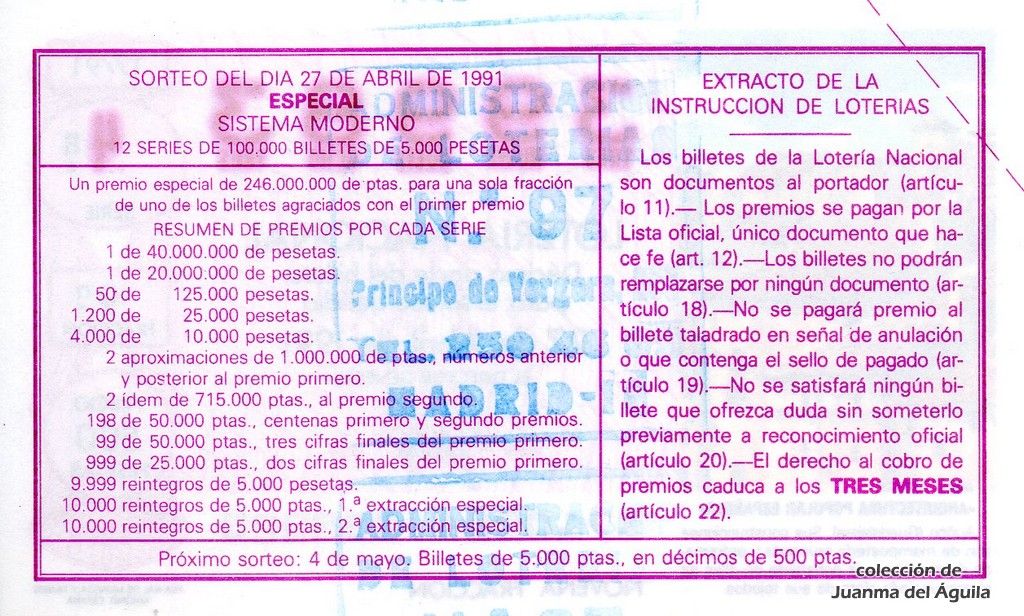 SORTEO DEL DIA 27 DE ABRIL DE 1991
ESPECIAL
SISTEMA MODERNO
12 SERIES DE 100.000 BILLETES DE 5.000 PESETAS
Un premio especial de 246.000.000 de ptas. para una sola fracción
de uno de los billetes agraciados con el primer premio
RESUMEN DE PREMIOS POR CADA SERIE
1 de 40.000.000 de pesetas.
1 de 20.000.000 de pesetas.
50 de 125.000 pesetas.
1.200 de 25.000 pesetas.
4.000 de 10.000 pesetas.
2 aproximaciones de 1.000.000 de ptas., números anterior
y posterior al premio primero.
2 ídem de 715.000 ptas., al premio segundo.
198 de 50.000 ptas., centenas primero y segundo premios.
99 de 50.000 ptas., tres cifras finales del premio primero.
999 de 25.000 ptas., dos cifras finales del premio primero.
9.999 reintegros de 5.000 pesetas.
10.000 reintegros de 5.000 ptas., 1.ª extracción especial.
10.000 reintegros de 5.000 ptas., 2.ª extracción especial.
EXTRACTO DE LA
INSTRUCCION DE LOTERIAS
Los billetes de la Lotería Nacional
son documentos al portador (artícu-
lo 11).— Los premios se pagan por la
Lista oficial, único documento que ha-
ce fe (art. 12).—Los billetes no podrán
remplazarse por ningún documento (ar-
tículo 18).—No se pagará premio al
billete taladrado en señal de anulación
o que contenga el sello de pagado (ar-
tículo 19).—No se satisfará ningún bi-
llete que ofrezca duda sin someterlo
previamente a reconocimiento oficial
(artículo 20).—El derecho al cobro de
premios caduca a los TRES MESES
(artículo 22).
Próximo sorteo: 4 de mayo. Billetes de 5.000 ptas., en décimos de 500 ptas.
ADMINISTRACION
DE LOTERIAS
N.º 97
Príncipe de Vergara
Tel.
MADRID
ADMINISTRACION
DE LOTERIAS
colección de
Juanma del Águila